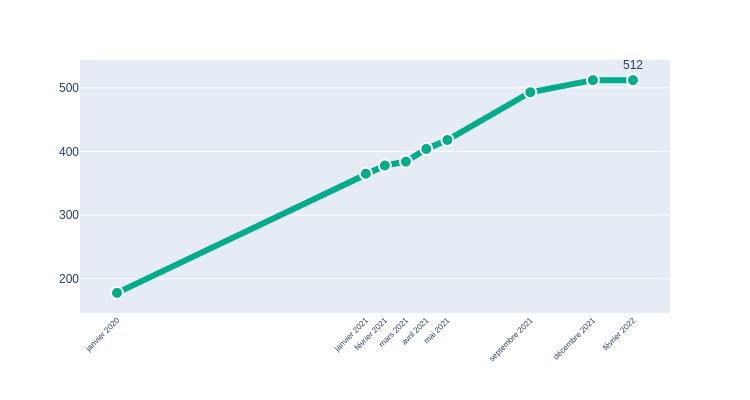 512
500
400
300
200
janvier 2020
janvier 2021
février 2021
mars 2021
avril 2021
mai 2021
septembre 2021
décembre 2021
février 2022